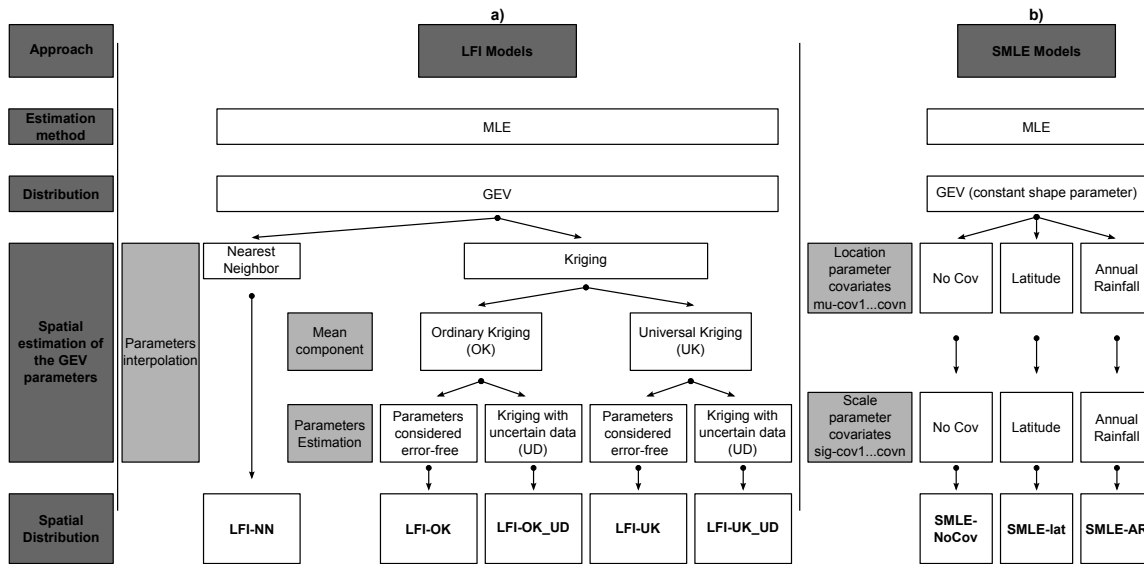 a)
b)
Approach
LFI Models
SMLE Models
Estimation
method
MLE
MLE
Distribution
GEV
GEV (constant shape parameter)
Spatial
estimation of
the GEV
parameters
Parameters
interpolation
Nearest
Neighbor
Kriging
Location
parameter
covariates
mu-cov1...covn
No Cov
Latitude
Annual
Rainfall
Mean
component
Ordinary Kriging
(OK)
Universal Kriging
(UK)
Parameters
Estimation
Parameters
considered
error-free
Kriging with
uncertain data
(UD)
Parameters
considered
error-free
Kriging with
uncertain data
(UD)
Scale
parameter
covariates
sig-cov1...covn
No Cov
Latitude
Annual
Rainfall
Spatial
Distribution
LFI-NN
LFI-OK
LFI-OK_UD
LFI-UK
LFI-UK_UD
SMLE-
NoCov
SMLE-lat
SMLE-AR